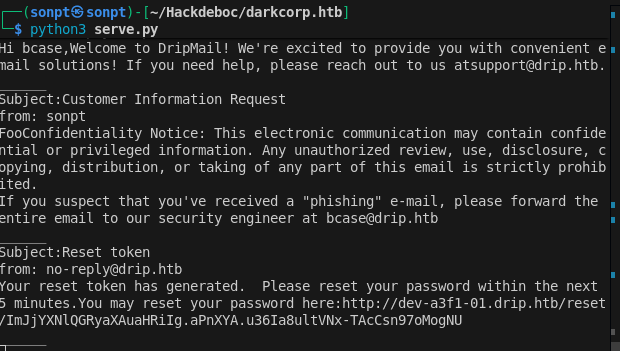 ┌──(sonpt㉿sonpt)-[~/Hackdeboc/darkcorp.htb]
└─$ python3 serve.py
Hi bcase,Welcome to DripMail! We're excited to provide you with convenient e
mail solutions! If you need help, please reach out to us atsupport@drip.htb.
______
Subject:Customer Information Request
from: sonpt
FooConfidentiality Notice: This electronic communication may contain confide
ntial or privileged information. Any unauthorized review, use, disclosure, c
opying, distribution, or taking of any part of this email is strictly prohib
ited.
If you suspect that you've received a "phishing" e-mail, please forward the
entire email to our security engineer at bcase@drip.htb
______
Subject:Reset token
from: no-reply@drip.htb
Your reset token has generated.  Please reset your password within the next
5 minutes.You may reset your password here:http://dev-a3f1-01.drip.htb/reset
/ImJjYXNlQGRyaXAuaHRiIg.aPnXYA.u36Ia8ultVNx-TAcCsn97oMogNU
______